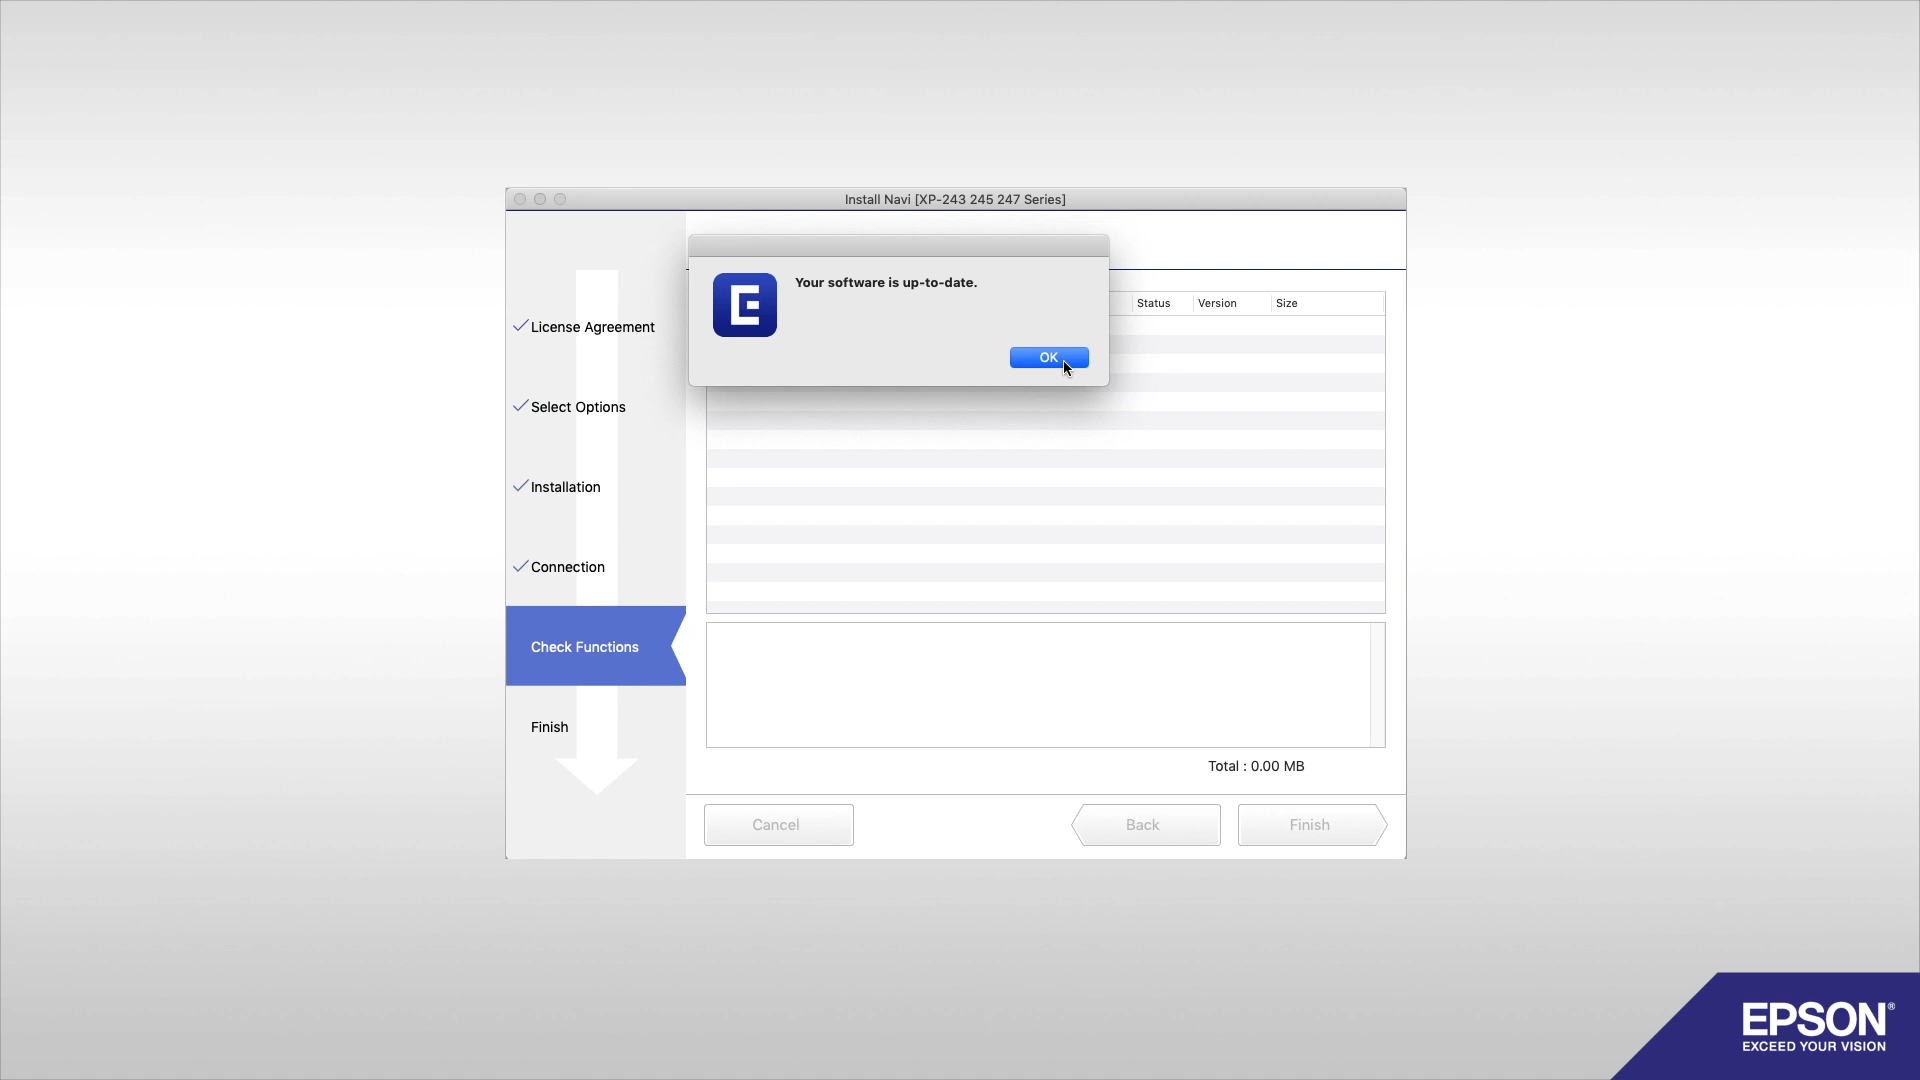 Install Navi [XP-243 245 247 Series]
Your software is up-to-date.
OK
Status Version Size
License Agreement
Select Options
Installation
Connection
Check Functions
Finish
Total : 0.00 MB
Cancel Back Finish
EPSON®
EXCEED YOUR VISION